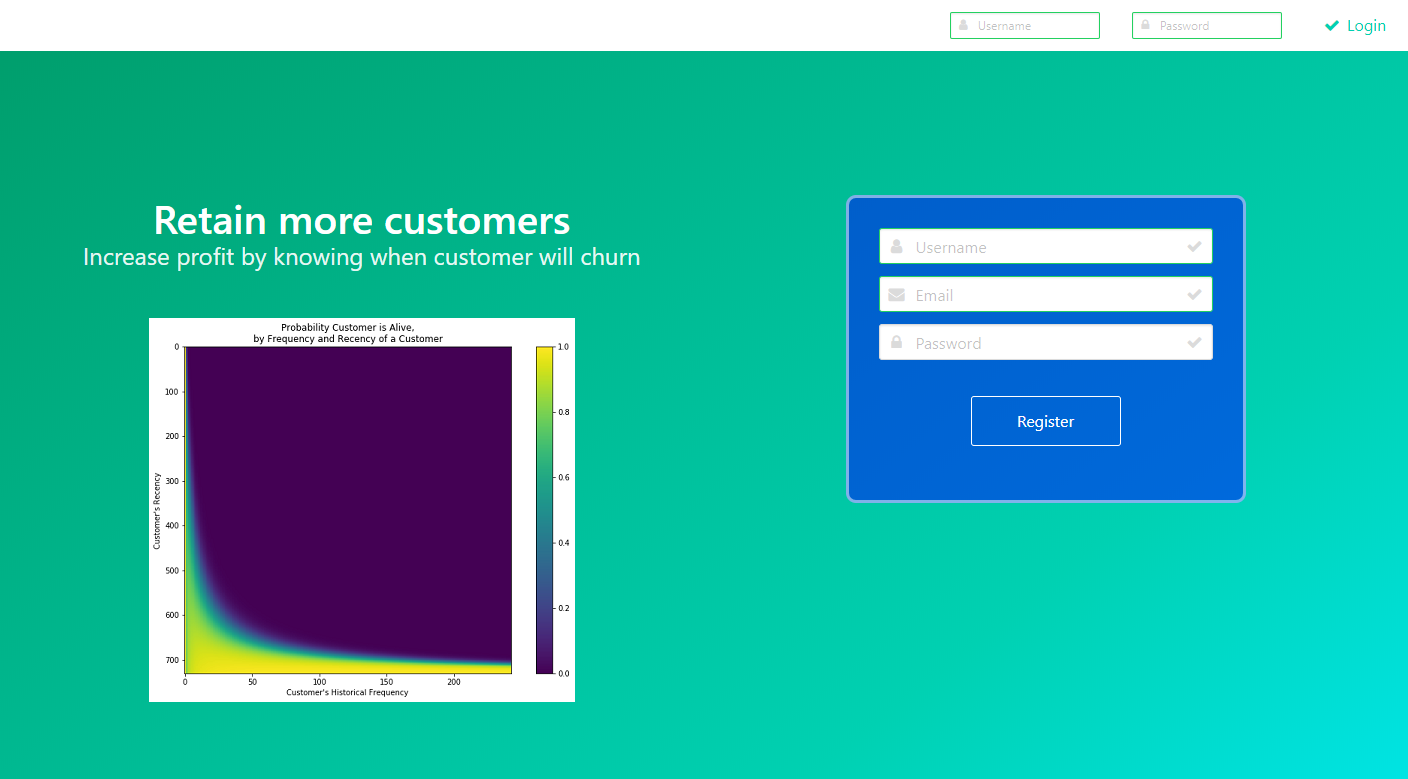 Username
Password
Login
Retain more customers
Increase profit by knowing when customer will churn
Probability Customer is Alive,
by Frequency and Recency of a Customer
0
100
200
300
400
500
600
700
Customer's Recency
0
50
100
150
200
Customer's Historical Frequency
1.0
0.8
0.6
0.4
0.2
0.0
Username
Email
Password
Register